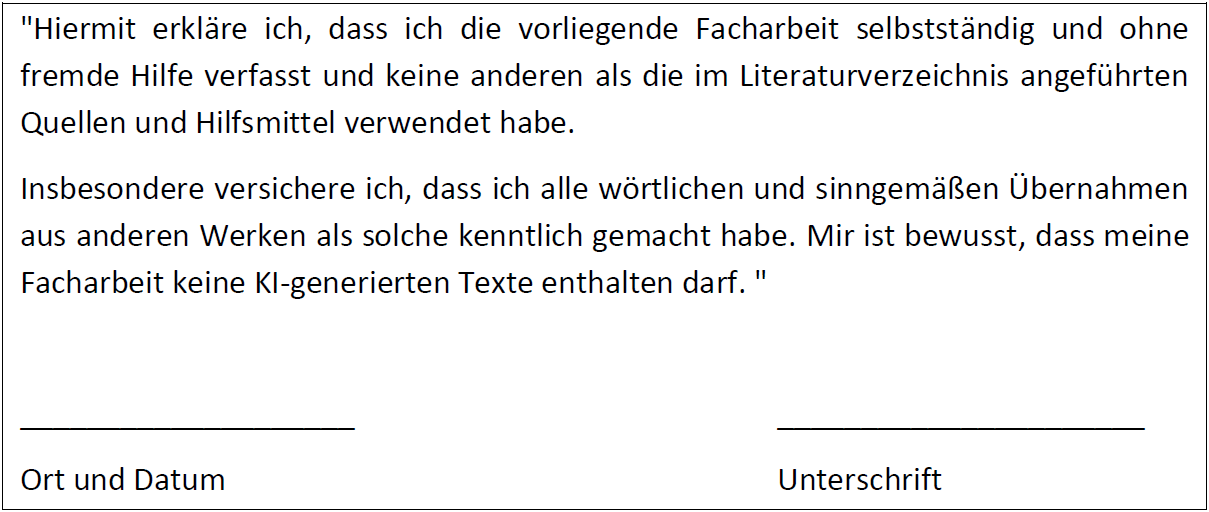 "Hiermit erkläre ich, dass ich die vorliegende Facharbeit selbstständig und ohne
fremde Hilfe verfasst und keine anderen als die im Literaturverzeichnis angeführten
Quellen und Hilfsmittel verwendet habe.
Insbesondere versichere ich, dass ich alle wörtlichen und sinngemäßen Übernahmen
aus anderen Werken als solche kenntlich gemacht habe. Mir ist bewusst, dass meine
Facharbeit keine KI-generierten Texte enthalten darf. "
_____________________ _______________________
Ort und Datum Unterschrift